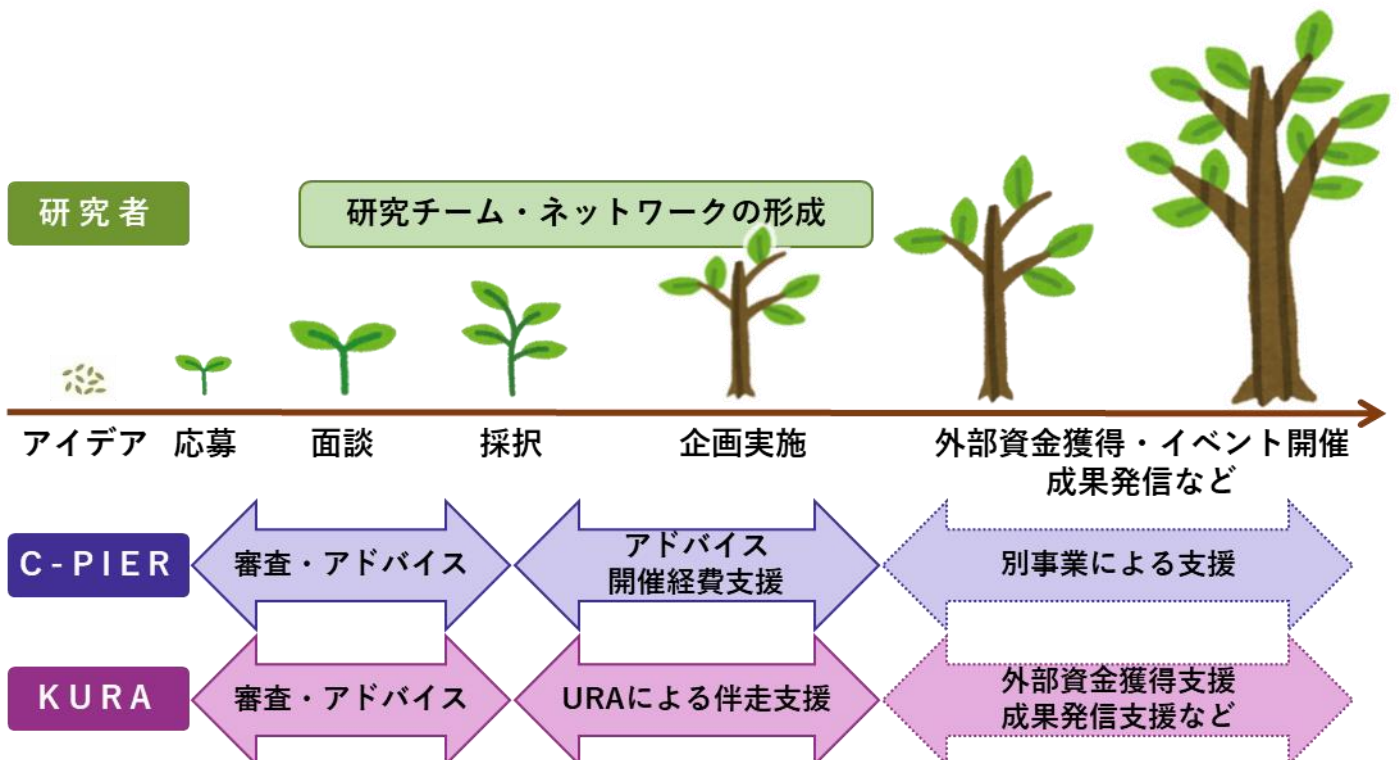 研究者
研究チーム・ネットワークの形成
アイデア
応募
面談
採択
企画実施
外部資金獲得・イベント開催
成果発信など
C-PIER
審査・アドバイス
アドバイス
開催経費支援
別事業による支援
KURA
審査・アドバイス
URAによる伴走支援
外部資金獲得支援
成果発信支援など